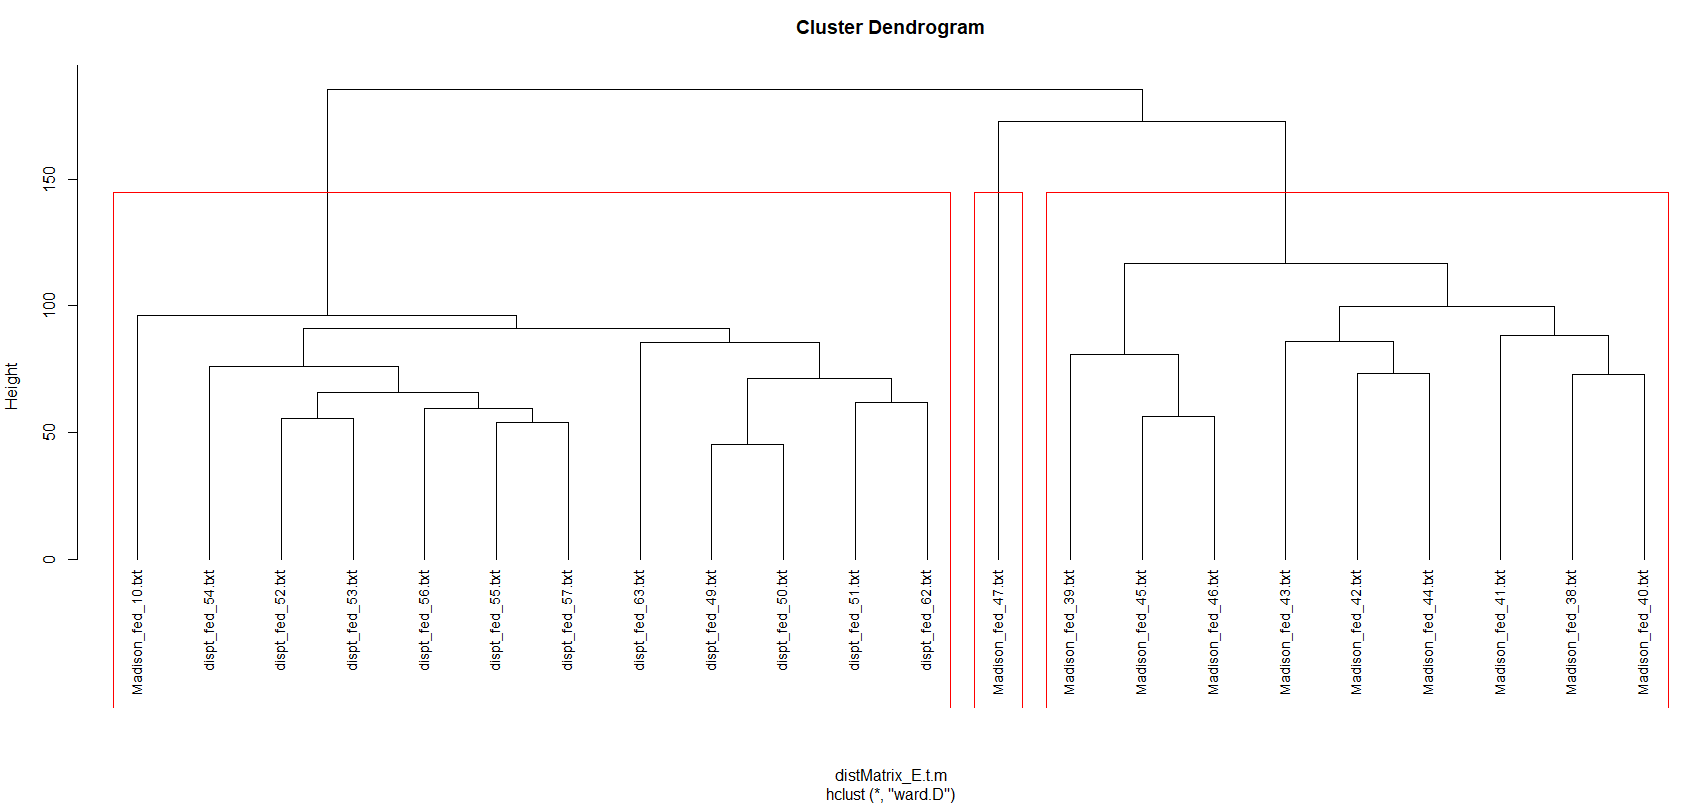 Cluster Dendrogram
Height
150
100
50
0
Madison_fed_10.txt
dispt_fed_54.txt
dispt_fed_52.txt
dispt_fed_53.txt
dispt_fed_56.txt
dispt_fed_55.txt
dispt_fed_57.txt
dispt_fed_63.txt
dispt_fed_49.txt
dispt_fed_50.txt
dispt_fed_51.txt
dispt_fed_62.txt
Madison_fed_47.txt
Madison_fed_39.txt
Madison_fed_45.txt
Madison_fed_46.txt
Madison_fed_43.txt
Madison_fed_42.txt
Madison_fed_44.txt
Madison_fed_41.txt
Madison_fed_38.txt
Madison_fed_40.txt
distMatrix_E.t.m
hclust (*, "ward.D")